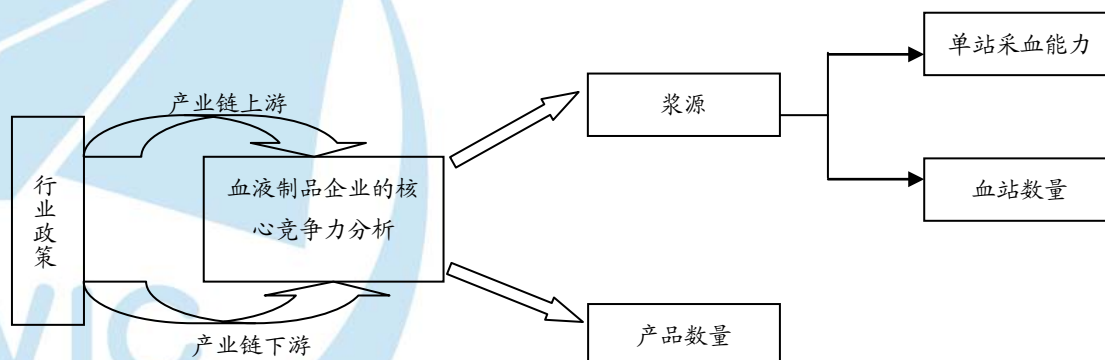 单站采血能力
产业链上游
浆源
行业政策
血液制品企业的核
心竞争力分析
血站数量
产品数量
产业链下游
VIC